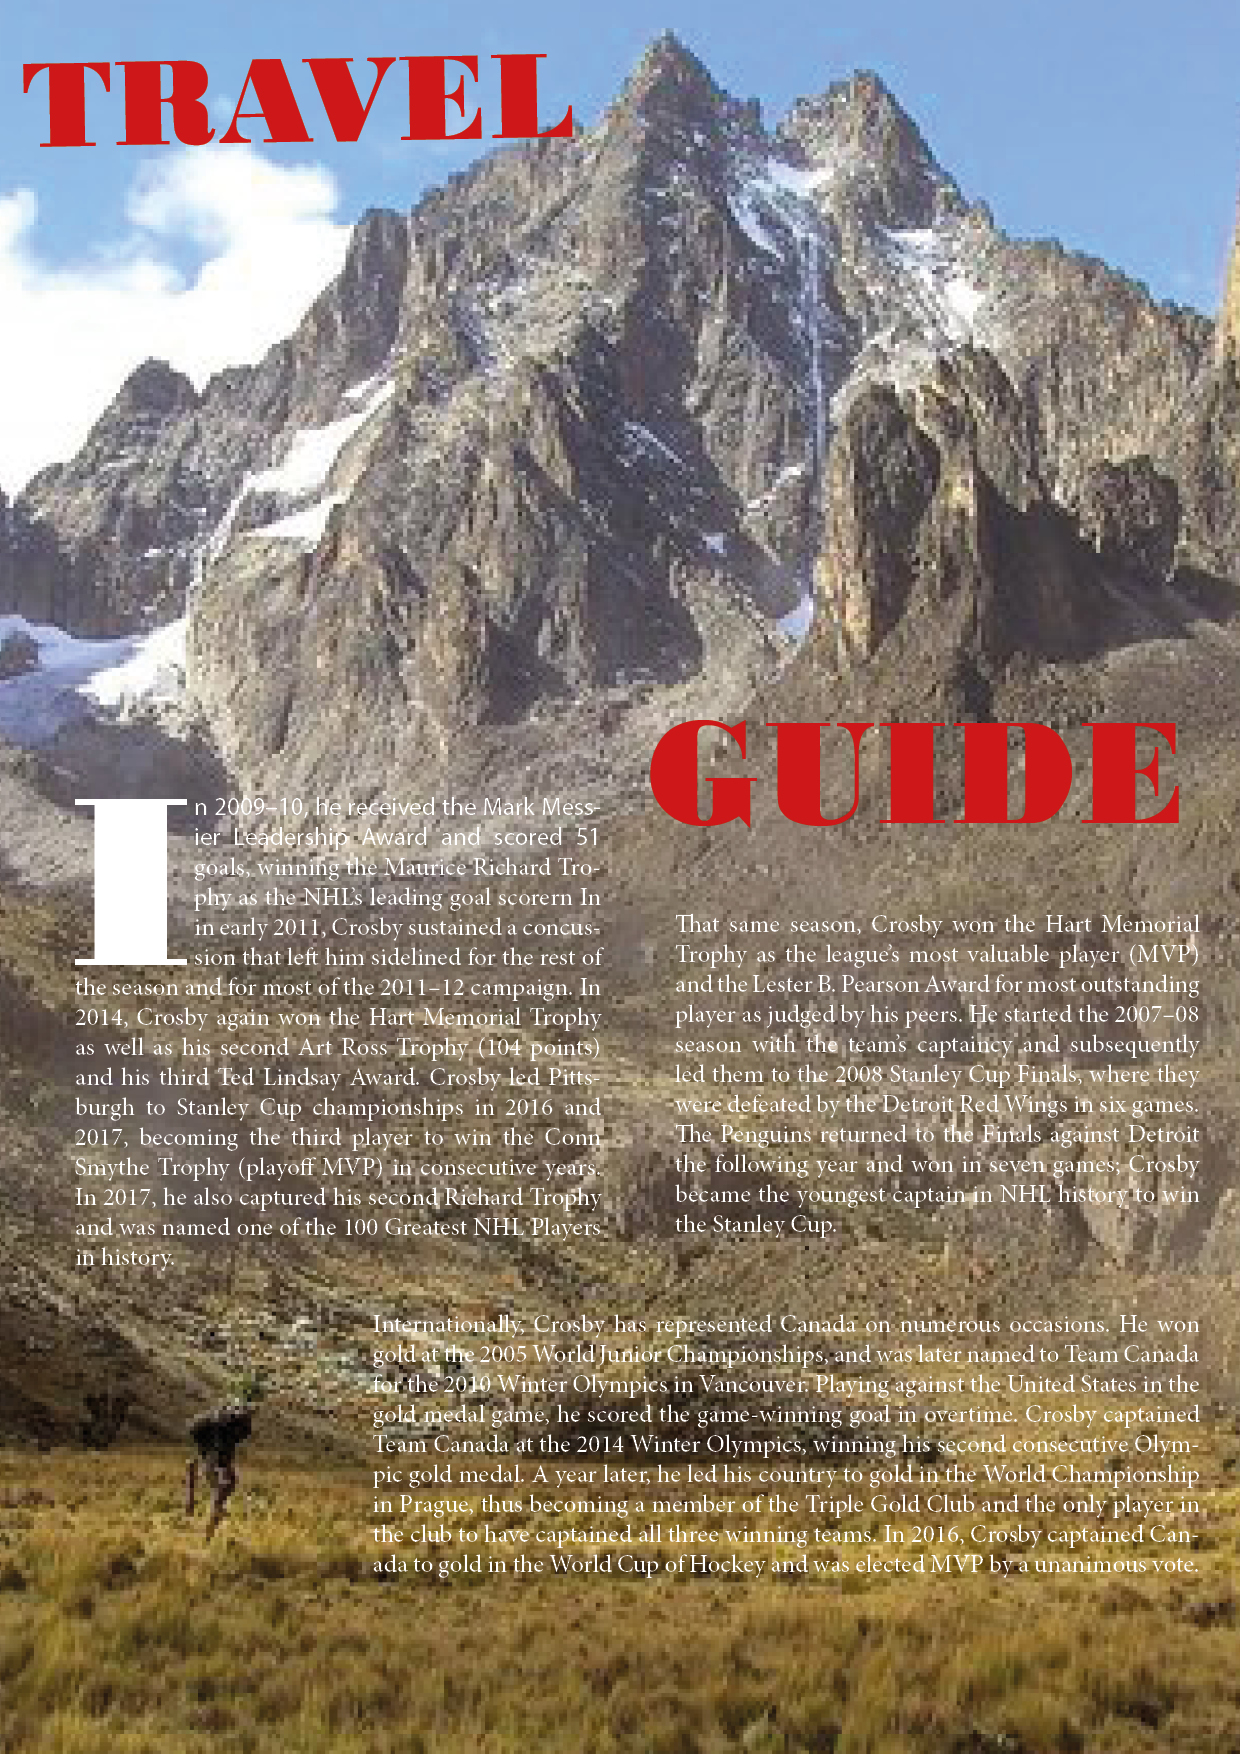 TRAVEL
GUIDE
In 2009–10, he received the Mark Mess-
ier Leadership Award and scored 51
goals, winning the Maurice Richard Tro-
phy as the NHL’s leading goal scorern In
in early 2011, Crosby sustained a concus-
sion that left him sidelined for the rest of
the season and for most of the 2011–12 campaign. In
2014, Crosby again won the Hart Memorial Trophy
as well as his second Art Ross Trophy (104 points)
and his third Ted Lindsay Award. Crosby led Pitts-
burgh to Stanley Cup championships in 2016 and
2017, becoming the third player to win the Conn
Smythe Trophy (playoff MVP) in consecutive years.
In 2017, he also captured his second Richard Trophy
and was named one of the 100 Greatest NHL Players
in history.
That same season, Crosby won the Hart Memorial
Trophy as the league’s most valuable player (MVP)
and the Lester B. Pearson Award for most outstanding
player as judged by his peers. He started the 2007–08
season with the team’s captaincy and subsequently
led them to the 2008 Stanley Cup Finals, where they
were defeated by the Detroit Red Wings in six games.
The Penguins returned to the Finals against Detroit
the following year and won in seven games; Crosby
became the youngest captain in NHL history to win
the Stanley Cup.
Internationally, Crosby has represented Canada on numerous occasions. He won
gold at the 2005 World Junior Championships, and was later named to Team Canada
for the 2010 Winter Olympics in Vancouver. Playing against the United States in the
gold medal game, he scored the game-winning goal in overtime. Crosby captained
Team Canada at the 2014 Winter Olympics, winning his second consecutive Olym-
pic gold medal. A year later, he led his country to gold in the World Championship
in Prague, thus becoming a member of the Triple Gold Club and the only player in
the club to have captained all three winning teams. In 2016, Crosby captained Can-
ada to gold in the World Cup of Hockey and was elected MVP by a unanimous vote.